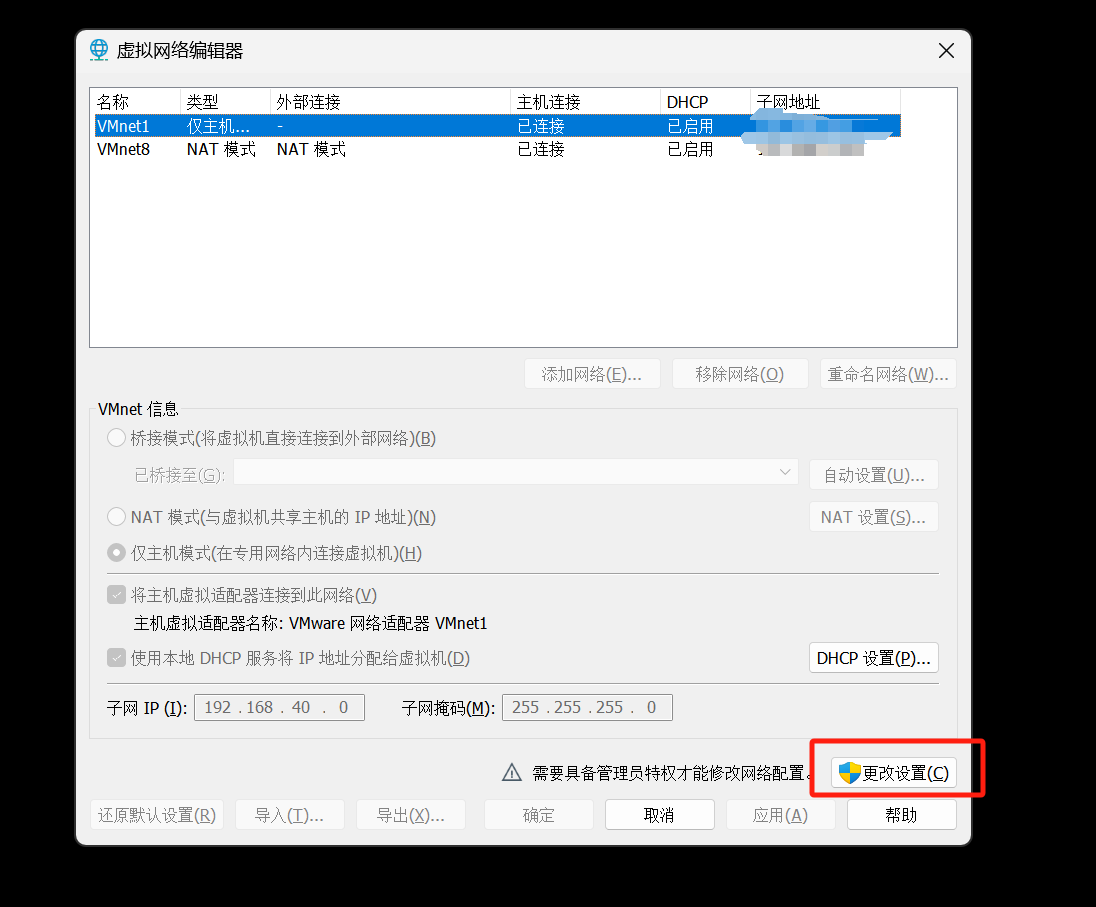 虚拟网络编辑器
名称 类型 外部连接 主机连接 DHCP 子网地址
VMnet1 仅主机... - 已连接 已启用
VMnet8 NAT 模式 NAT 模式 已连接 已启用
添加网络(E)... 移除网络(O) 重命名网络(W)...
VMnet 信息
桥接模式(将虚拟机直接连接到外部网络)(B)
已桥接至(G): 自动设置(U)...
NAT 模式(与虚拟机共享主机的 IP 地址)(N) NAT 设置(S)...
仅主机模式(在专用网络内连接虚拟机)(H)
将主机虚拟适配器连接到此网络(V)
主机虚拟适配器名称: VMware 网络适配器 VMnet1
使用本地 DHCP 服务将 IP 地址分配给虚拟机(D) DHCP 设置(P)...
子网 IP (I): 192 . 168 . 40 . 0 子网掩码(M): 255 . 255 . 255 . 0
需要具备管理员特权才能修改网络配置。 更改设置(C)
还原默认设置(R) 导入(T)... 导出(X)... 确定 取消 应用(A) 帮助